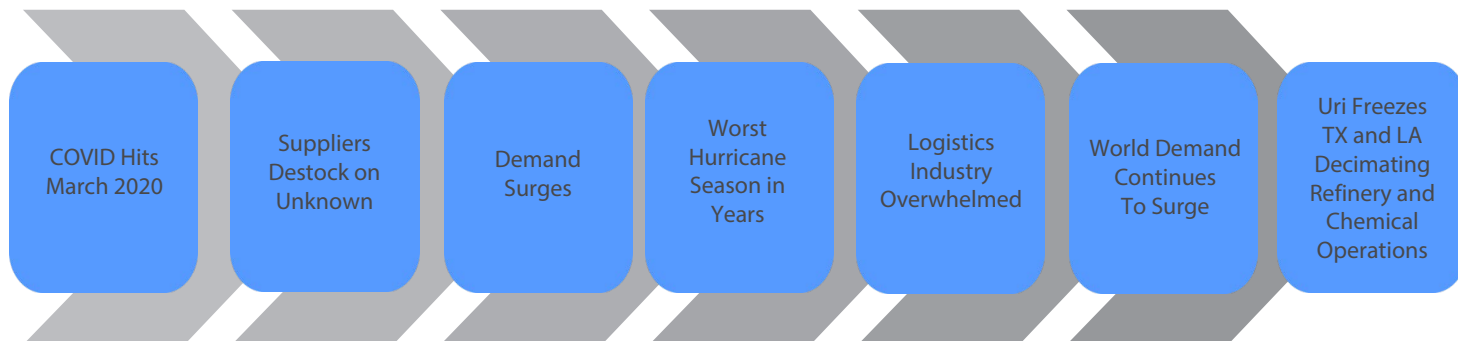 COVID Hits
March 2020
Suppliers
Destock on
Unknown
Demand
Surges
Worst
Hurricane
Season in
Years
Logistics
Industry
Overwhelmed
World Demand
Continues
To Surge
Uri Freezes
TX and LA
Decimating
Refinery and
Chemical
Operations